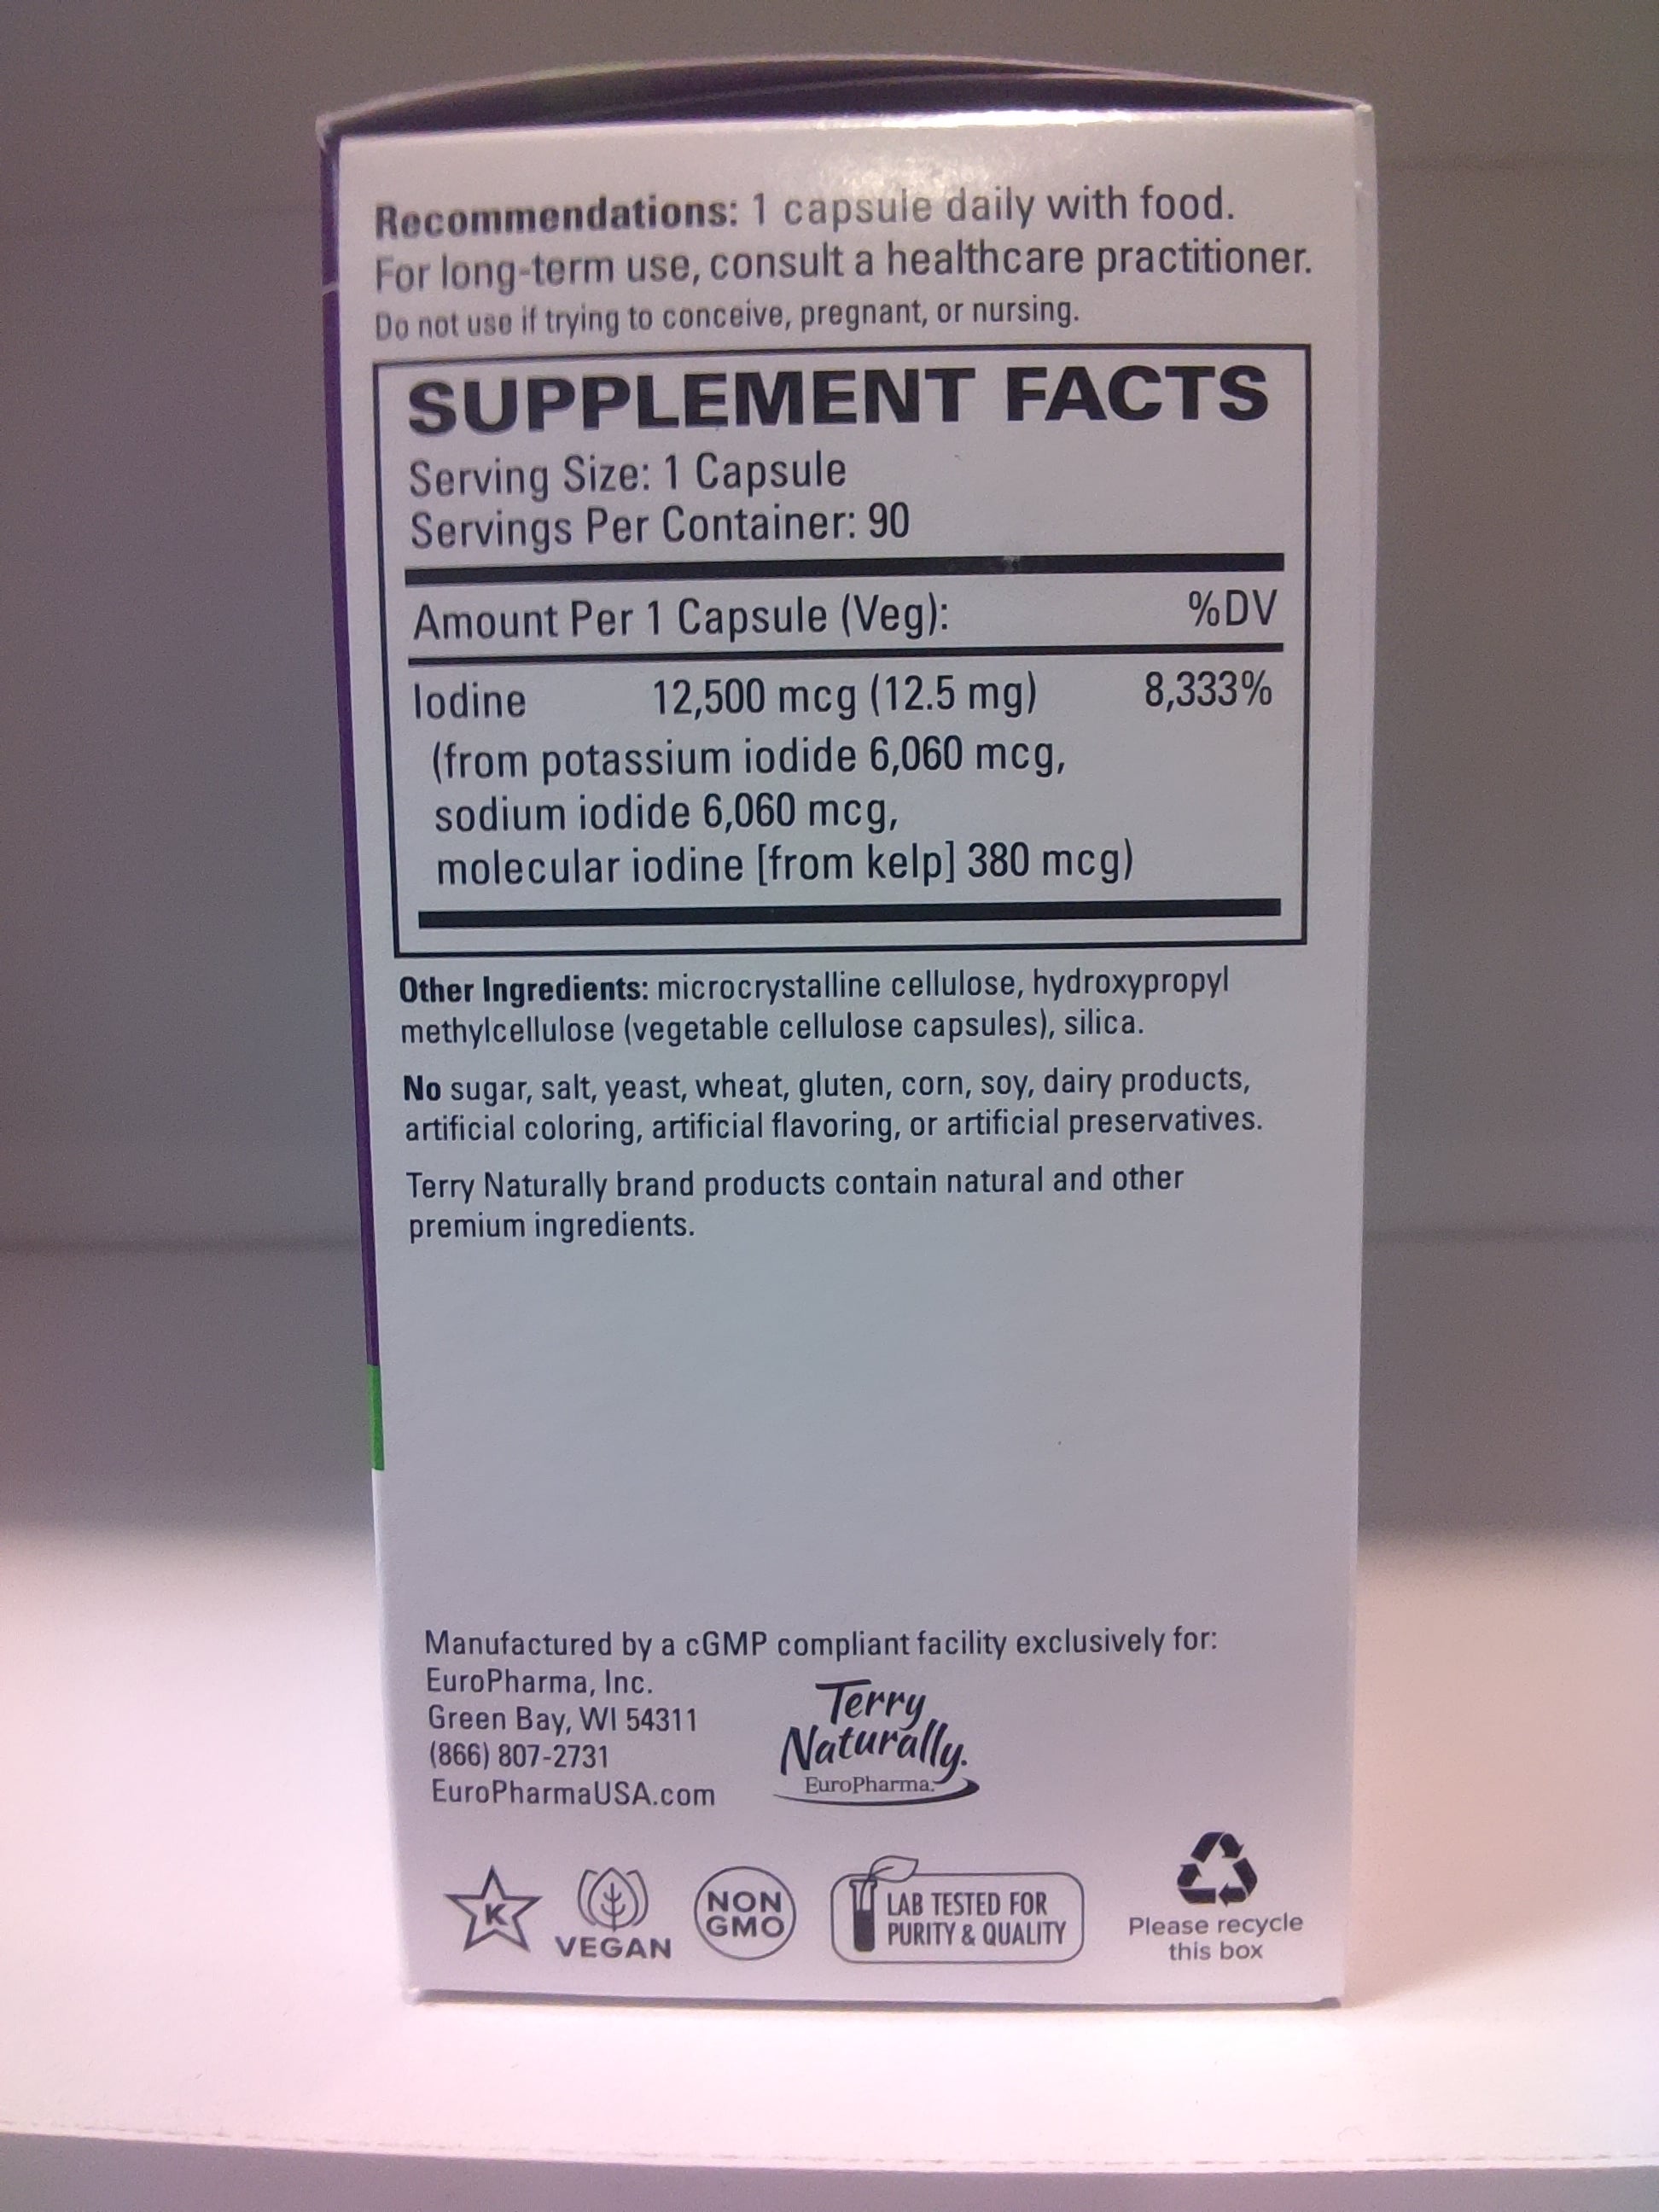 Recommendations: 1 capsule daily with food.
For long-term use, consult a healthcare practitioner.
Do not use if trying to conceive, pregnant, or nursing.
SUPPLEMENT FACTS
Serving Size: 1 Capsule
Servings Per Container: 90
Amount Per 1 Capsule (Veg): %DV
Iodine 12,500 mcg (12.5 mg) 8,333%
(from potassium iodide 6,060 mcg,
sodium iodide 6,060 mcg,
molecular iodine [from kelp] 380 mcg)
Other Ingredients: microcrystalline cellulose, hydroxypropyl
methylcellulose (vegetable cellulose capsules), silica.
No sugar, salt, yeast, wheat, gluten, corn, soy, dairy products,
artificial coloring, artificial flavoring, or artificial preservatives.
Terry Naturally brand products contain natural and other
premium ingredients.
Manufactured by a cGMP compliant facility exclusively for:
EuroPharma, Inc.
Green Bay, WI 54311
(866) 807-2731
EuroPharmaUSA.com
Terry
Naturally.
EuroPharma.
K
VEGAN
NON
GMO
LAB TESTED FOR
PURITY & QUALITY
Please recycle
this box